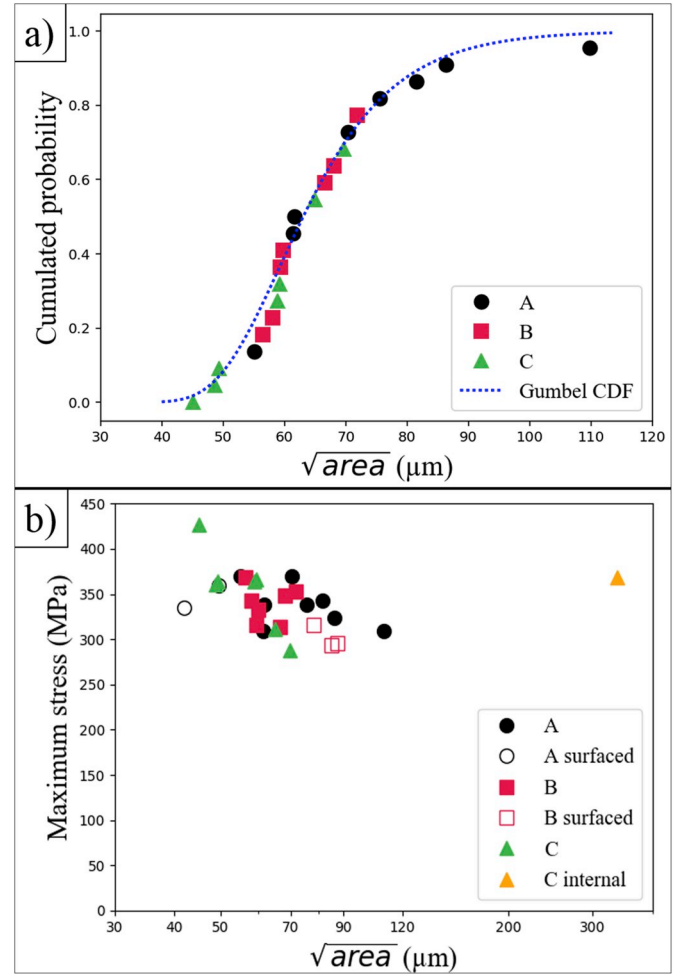 a)
1.0
0.8
0.6
0.4
0.2
0.0
Cumulated probability
A
B
C
Gumbel CDF
30 40 50 60 70 80 90 100 110 120
√area (µm)
b)
450
400
350
300
250
200
150
100
50
0
Maximum stress (MPa)
A
A surfaced
B
B surfaced
C
C internal
30 40 50 70 90 120 200 300
√area (µm)